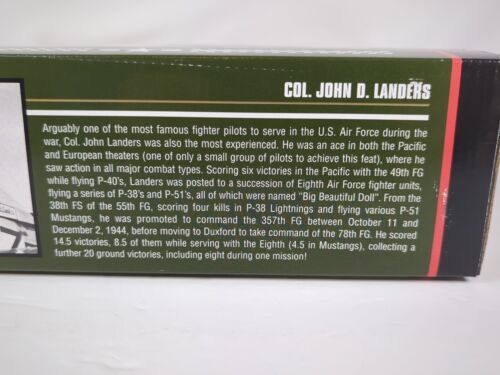 COL. JOHN D. LANDERS
Arguably one of the most famous fighter pilots to serve in the U.S. Air Force during the
war, Col. John Landers was also the most experienced. He was an ace in both the Pacific
and European theaters (one of only a small group of pilots to achieve this feat), where he
saw action in all major combat types. Scoring six victories in the Pacific with the 49th FG
while flying P-40's, Landers was posted to a succession of Eighth Air Force fighter units,
flying a series of P-38's and P-51's, all of which were named "Big Beautiful Doll". From the
38th FS of the 55th FG, scoring four kills in P-38 Lightnings and flying various P-51
Mustangs, he was promoted to command the 357th FG between October 11 and
December 2, 1944, before moving to Duxford to take command of the 78th FG. He scored
14.5 victories, 8.5 of them while serving with the Eighth (4.5 in Mustangs), collecting a
further 20 ground victories, including eight during one mission!